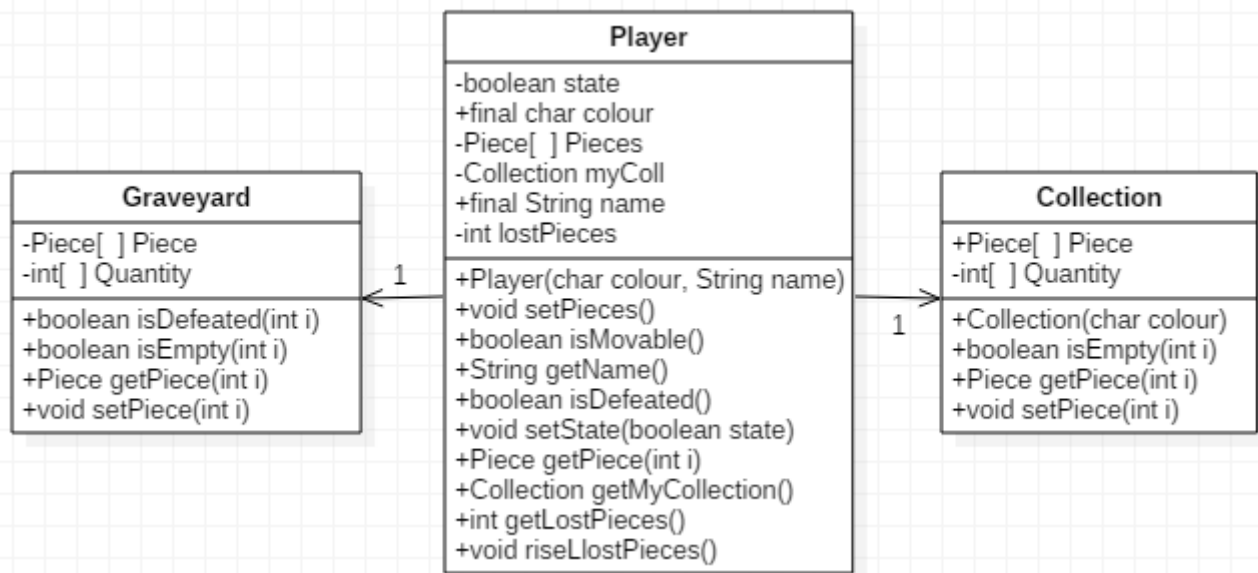 Player
-boolean state
+final char colour
-Piece[ ] Pieces
-Collection myColl
+final String name
-int lostPieces
+Player(char colour, String name)
+void setPieces()
+boolean isMovable()
+String getName()
+boolean isDefeated()
+void setState(boolean state)
+Piece getPiece(int i)
+Collection getMyCollection()
+int getLostPieces()
+void riseLlostPieces()
Graveyard
-Piece[ ] Piece
-int[ ] Quantity
+boolean isDefeated(int i)
+boolean isEmpty(int i)
+Piece getPiece(int i)
+void setPiece(int i)
1
1
Collection
+Piece[ ] Piece
-int[ ] Quantity
+Collection(char colour)
+boolean isEmpty(int i)
+Piece getPiece(int i)
+void setPiece(int i)